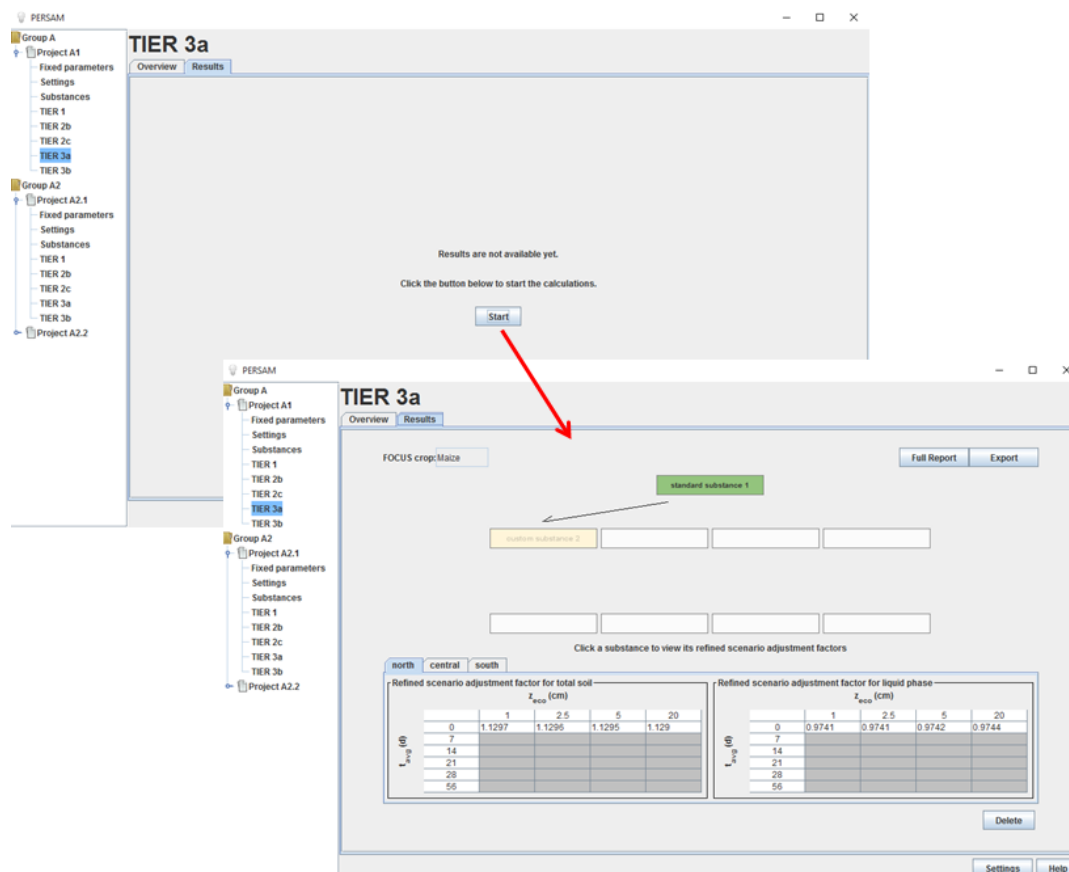 PERSAM
Group A
Project A1
Fixed parameters
Settings
Substances
TIER 1
TIER 2b
TIER 2c
TIER 3a
TIER 3b
Group A2
Project A2.1
Fixed parameters
Settings
Substances
TIER 1
TIER 2b
TIER 2c
TIER 3a
TIER 3b
Project A2.2
TIER 3a
Overview Results
Results are not available yet.
Click the button below to start the calculations.
Start
PERSAM
Group A
Project A1
Fixed parameters
Settings
Substances
TIER 1
TIER 2b
TIER 2c
TIER 3a
TIER 3b
Group A2
Project A2.1
Fixed parameters
Settings
Substances
TIER 1
TIER 2b
TIER 2c
TIER 3a
TIER 3b
Project A2.2
TIER 3a
Overview Results
FOCUS crop: Maize Full Report Export
standard substance 1
custom substance 2
Click a substance to view its refined scenario adjustment factors
north central south
Refined scenario adjustment factor for total soil
z eco (cm)
1 2.5 5 20
0 1.1297 1.1296 1.1295 1.129
7
14
21
28
56
t avg (d)
Refined scenario adjustment factor for liquid phase
z eco (cm)
1 2.5 5 20
0 0.9741 0.9741 0.9742 0.9744
7
14
21
28
56
t avg (d)
Delete
Settings Help